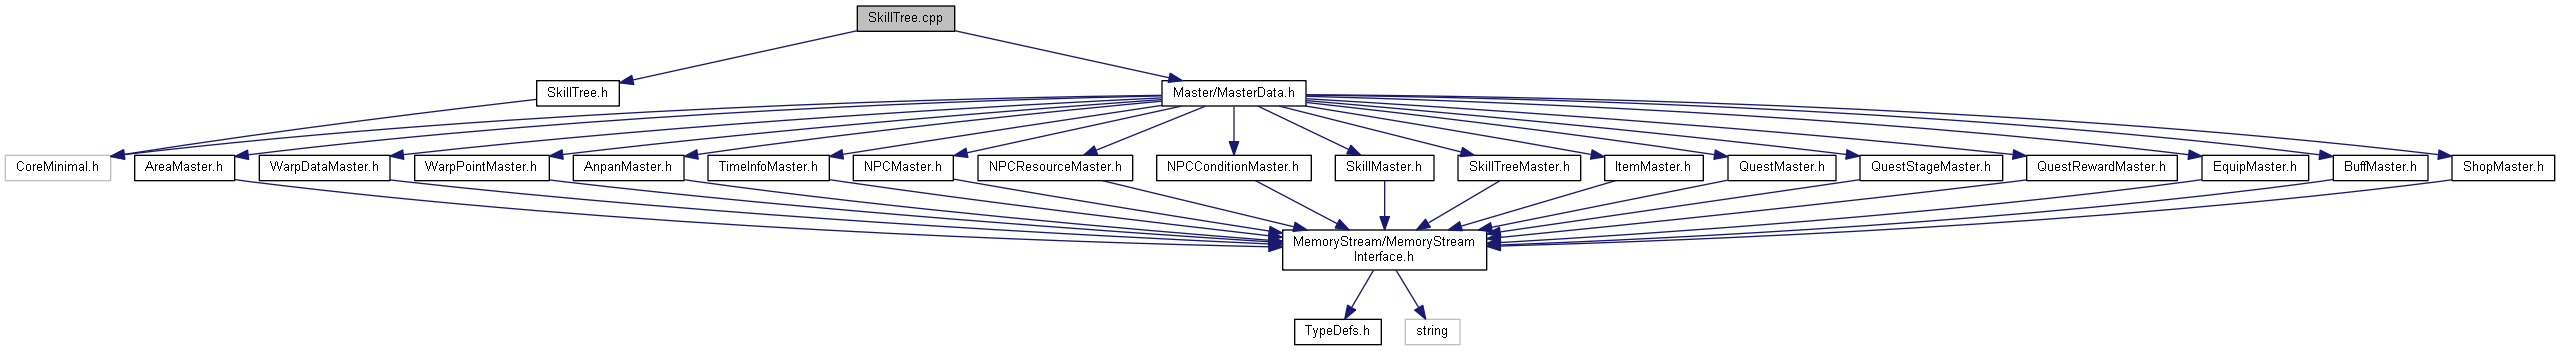 SkillTree.cpp
SkillTree.h
Master/MasterData.h
CoreMinimal.h
AreaMaster.h
WarpDataMaster.h
WarpPointMaster.h
AnpanMaster.h
TimeInfoMaster.h
NPCMaster.h
NPCResourceMaster.h
NPCConditionMaster.h
SkillMaster.h
SkillTreeMaster.h
ItemMaster.h
QuestMaster.h
QuestStageMaster.h
QuestRewardMaster.h
EquipMaster.h
BuffMaster.h
ShopMaster.h
MemoryStream/MemoryStream
Interface.h
TypeDefs.h
string